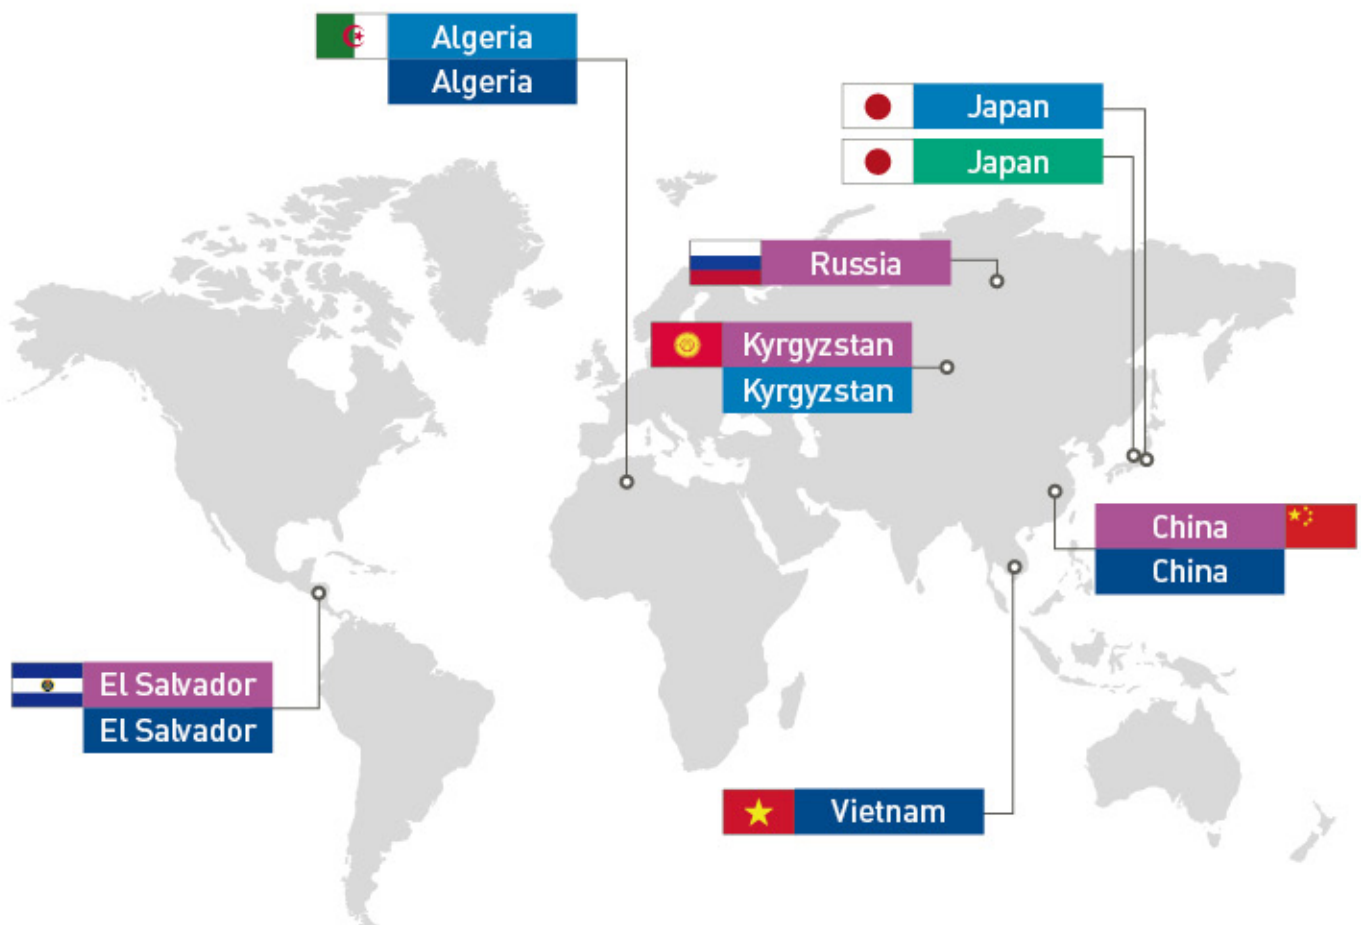 Algeria
Algeria
Japan
Japan
Russia
Kyrgyzstan
Kyrgyzstan
China
China
El Salvador
El Salvador
Vietnam